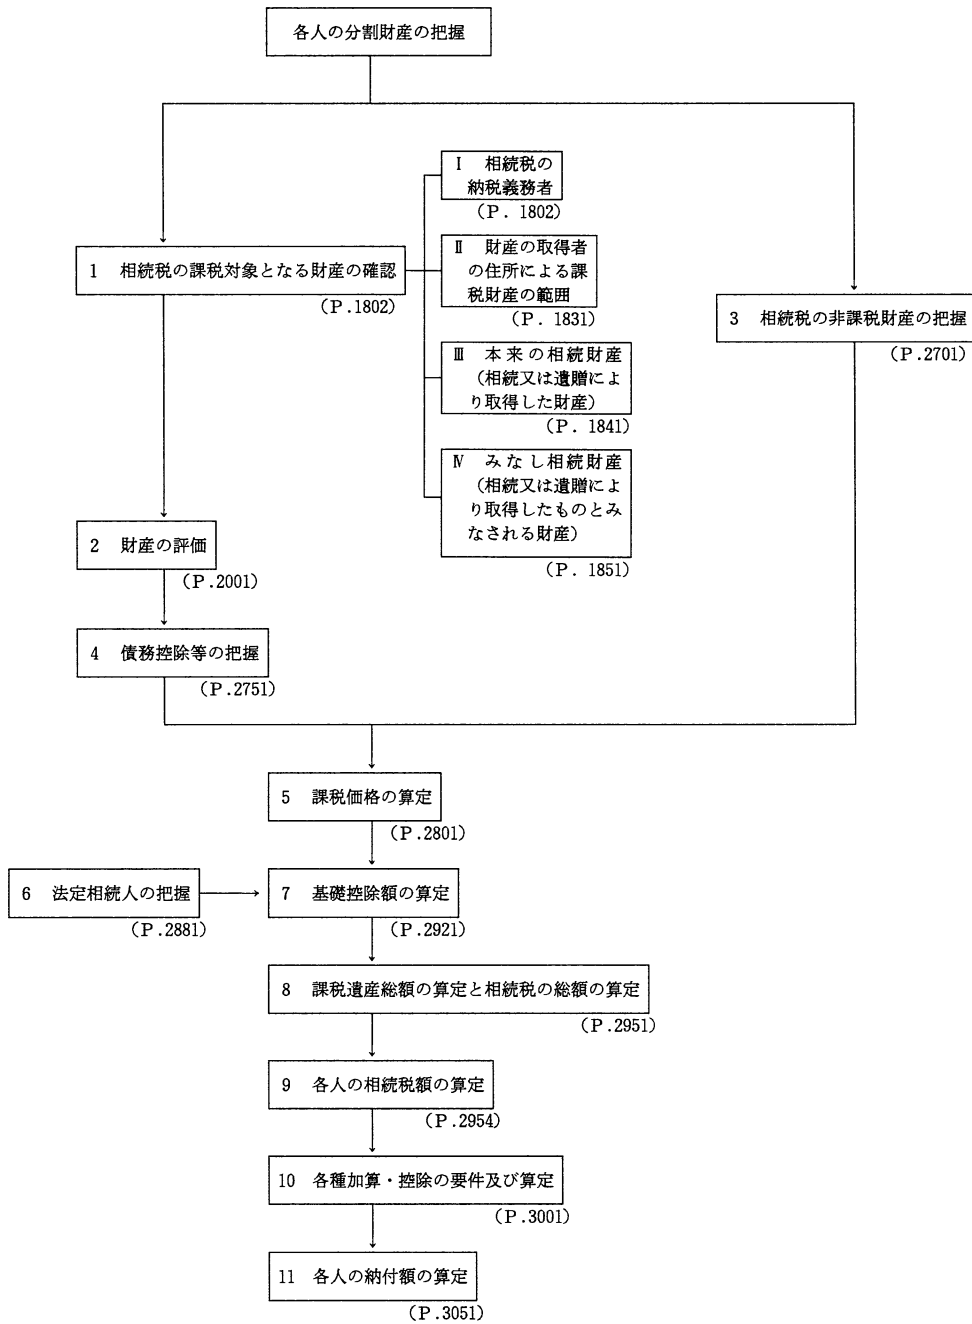 各人の分割財産の把握
Ⅰ 相続税の
納税義務者
(P. 1802)
1 相続税の課税対象となる財産の確認
(P.1802)
Ⅱ 財産の取得者
の住所による課
税財産の範囲
(P. 1831)
Ⅲ 本来の相続財産
(相続又は遺贈によ
り取得した財産)
(P. 1841)
Ⅳ みなし相続財産
(相続又は遺贈によ
り取得したものとみ
なされる財産)
(P. 1851)
3 相続税の非課税財産の把握
(P.2701)
2 財産の評価
(P.2001)
4 債務控除等の把握
(P.2751)
5 課税価格の算定
(P.2801)
6 法定相続人の把握
(P.2881)
7 基礎控除額の算定
(P.2921)
8 課税遺産総額の算定と相続税の総額の算定
(P.2951)
9 各人の相続税額の算定
(P.2954)
10 各種加算・控除の要件及び算定
(P.3001)
11 各人の納付額の算定
(P.3051)